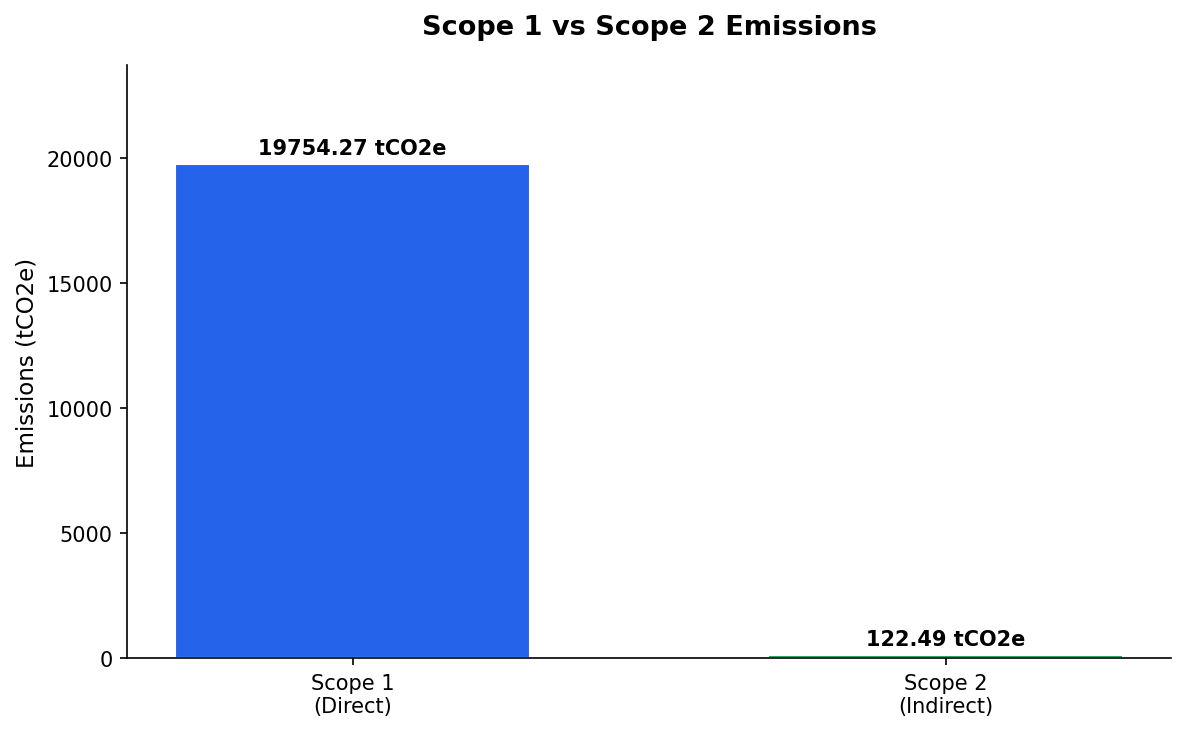 Scope 1 vs Scope 2 Emissions
Emissions (tCO2e)
20000
15000
10000
5000
0
19754.27 tCO2e
122.49 tCO2e
Scope 1
(Direct)
Scope 2
(Indirect)